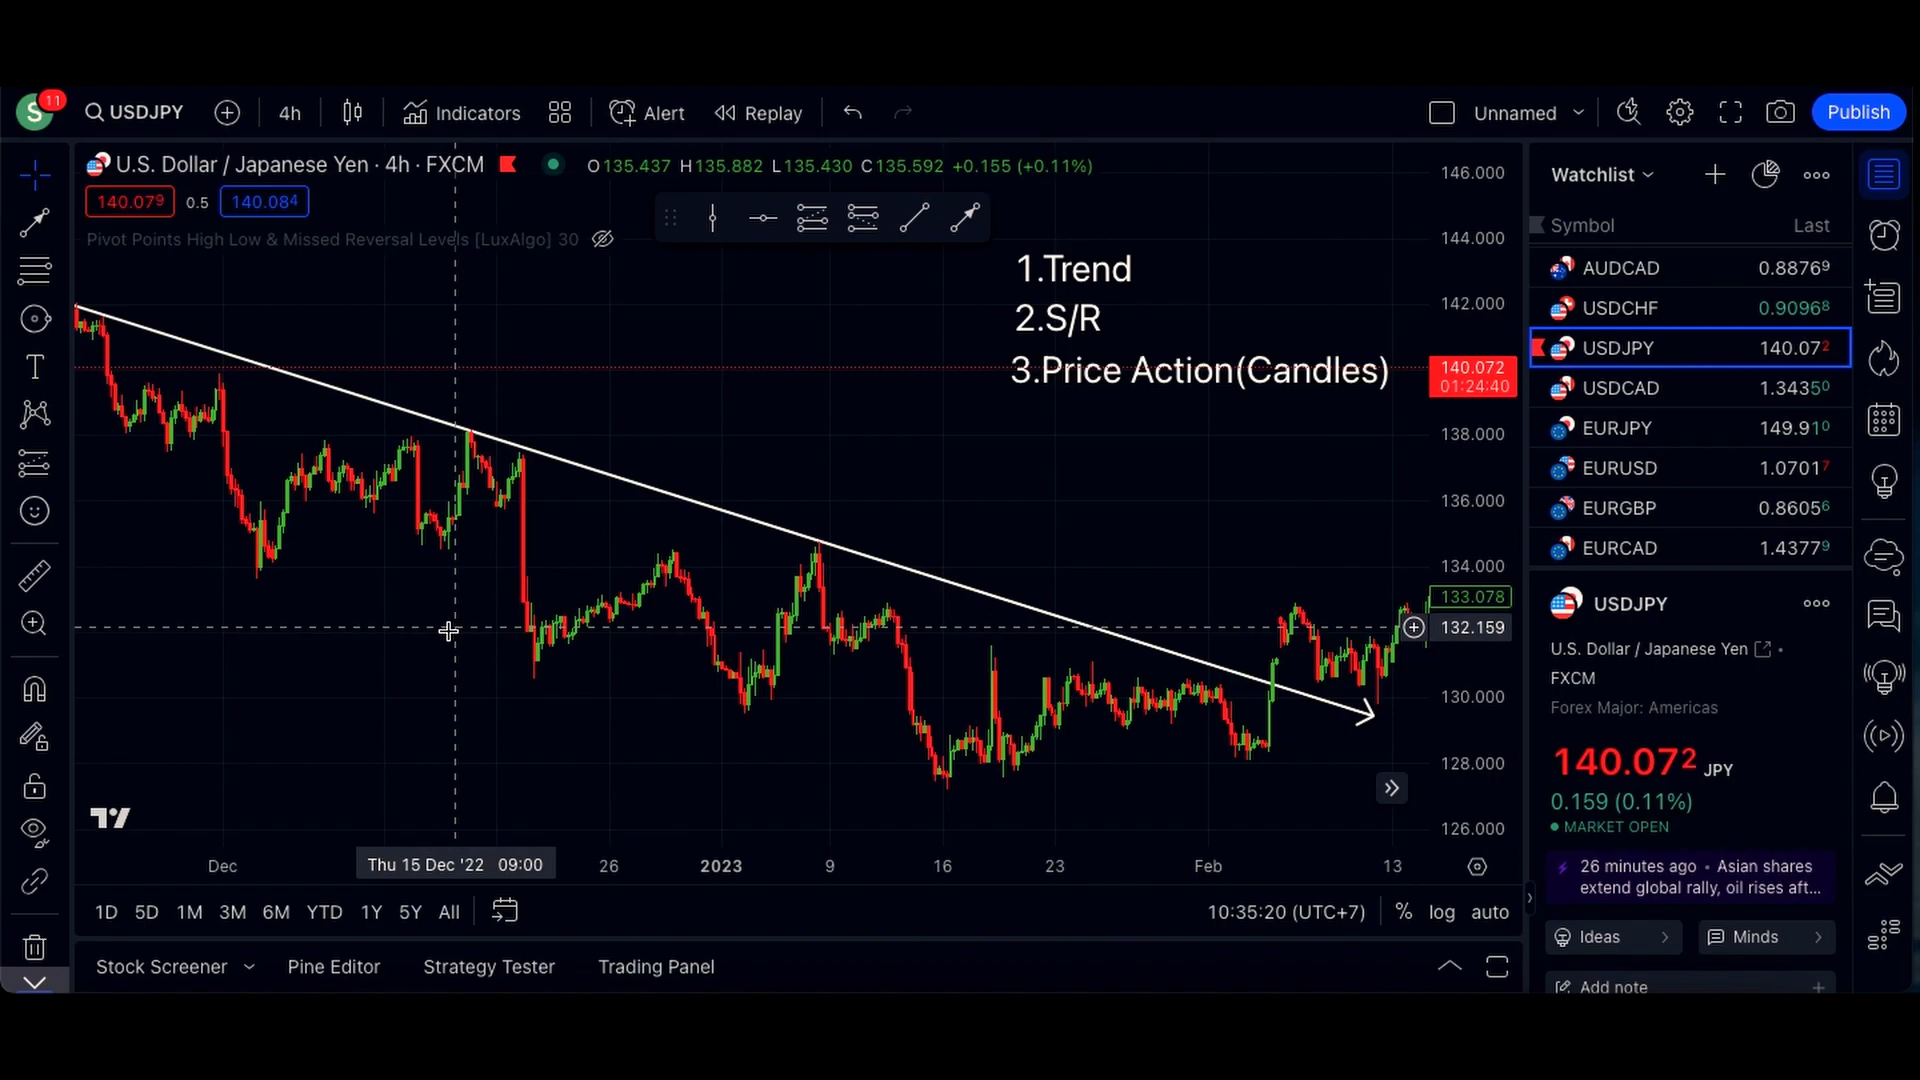 S 11 USDJPY 4h Indicators Alert Replay Unnamed Publish
U.S. Dollar / Japanese Yen · 4h · FXCM O135.437 H135.882 L135.430 C135.592 +0.155 (+0.11%)
140.079 0.5 140.084
Pivot Points High Low & Missed Reversal Levels [LuxAlgo] 30
1.Trend
2.S/R
3.Price Action(Candles)
146.000
144.000
142.000
140.072
01:24:40
138.000
136.000
134.000
133.078
132.159
130.000
128.000
126.000
Dec Thu 15 Dec '22 09:00 26 2023 9 16 23 Feb 13
1D 5D 1M 3M 6M YTD 1Y 5Y All 10:35:20 (UTC+7) % log auto
Stock Screener Pine Editor Strategy Tester Trading Panel
Watchlist
Symbol Last
AUDCAD 0.88769
USDCHF 0.90968
USDJPY 140.072
USDCAD 1.34350
EURJPY 149.910
EURUSD 1.07017
EURGBP 0.86056
EURCAD 1.43779
USDJPY
U.S. Dollar / Japanese Yen •
FXCM
Forex Major: Americas
140.072 JPY
0.159 (0.11%)
MARKET OPEN
26 minutes ago • Asian shares
extend global rally, oil rises aft...
Ideas Minds
Add note